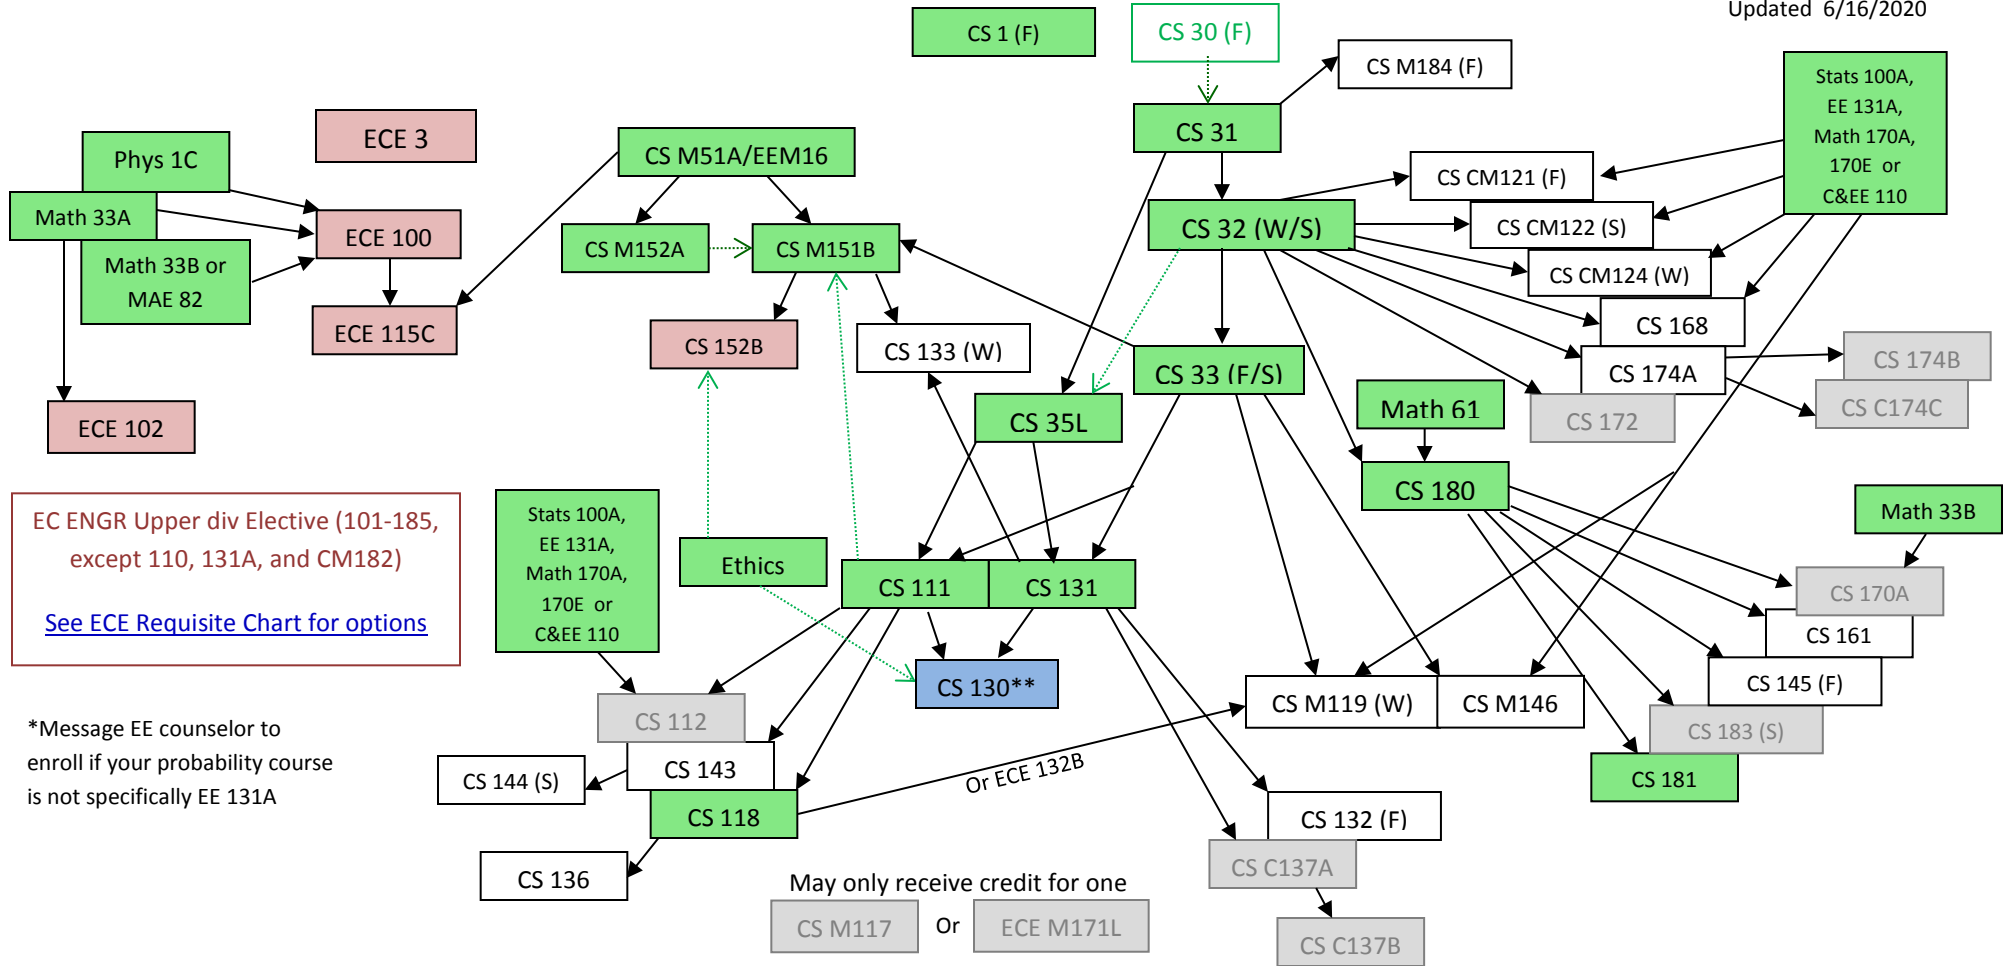 Updated 6/16/2020
CS 1 (F)
CS 30 (F)
CS M184 (F)
Stats 100A,
EE 131A,
Math 170A,
170E or
C&EE 110
ECE 3
Phys 1C
CS M51A/EEM16
CS 31
CS CM121 (F)
Math 33A
ECE 100
CS M152A
CS M151B
CS 32 (W/S)
CS CM122 (S)
Math 33B or
MAE 82
CS CM124 (W)
ECE 115C
CS 152B
CS 133 (W)
CS 33 (F/S)
CS 168
CS 174A
CS 174B
CS C174C
ECE 102
CS 35L
Math 61
CS 172
CS 180
EC ENGR Upper div Elective (101-185,
except 110, 131A, and CM182)
See ECE Requisite Chart for options
Stats 100A,
EE 131A,
Math 170A,
170E or
C&EE 110
Ethics
CS 111
CS 131
Math 33B
CS 170A
CS 161
CS 145 (F)
CS 183 (S)
CS 181
CS 130**
CS M119 (W)
CS M146
CS 112
*Message EE counselor to
enroll if your probability course
is not specifically EE 131A
CS 144 (S)
CS 143
CS 118
Or ECE 132B
CS 132 (F)
CS 136
CS C137A
May only receive credit for one
CS M117
Or
ECE M171L
CS C137B